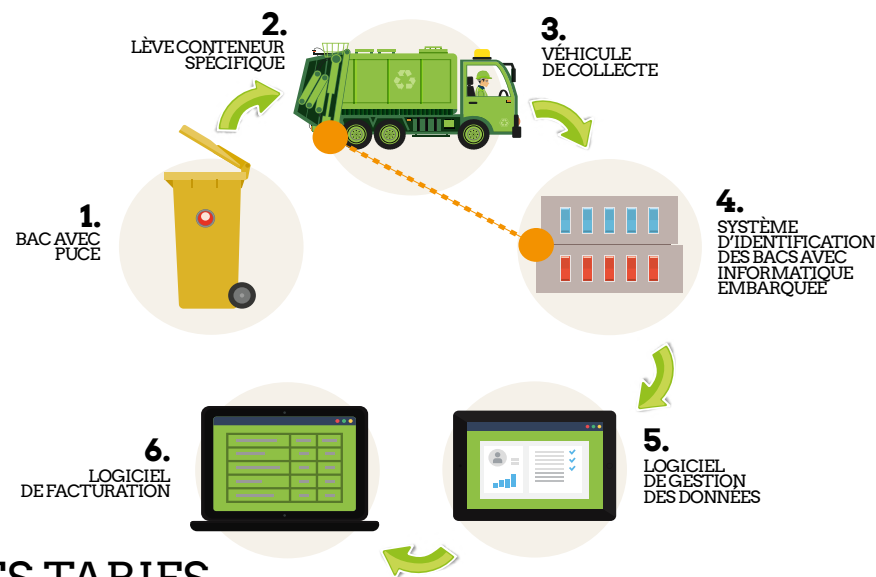 1.
BAC AVEC
PUCE
2.
LÈVE CONTENEUR
SPÉCIFIQUE
3.
VÉHICULE
DE COLLECTE
4.
SYSTÈME
D'IDENTIFICATION
DES BACS AVEC
INFORMATIQUE
EMBARQUÉE
5.
LOGICIEL
DE GESTION
DES DONNÉES
6.
LOGICIEL
DE FACTURATION